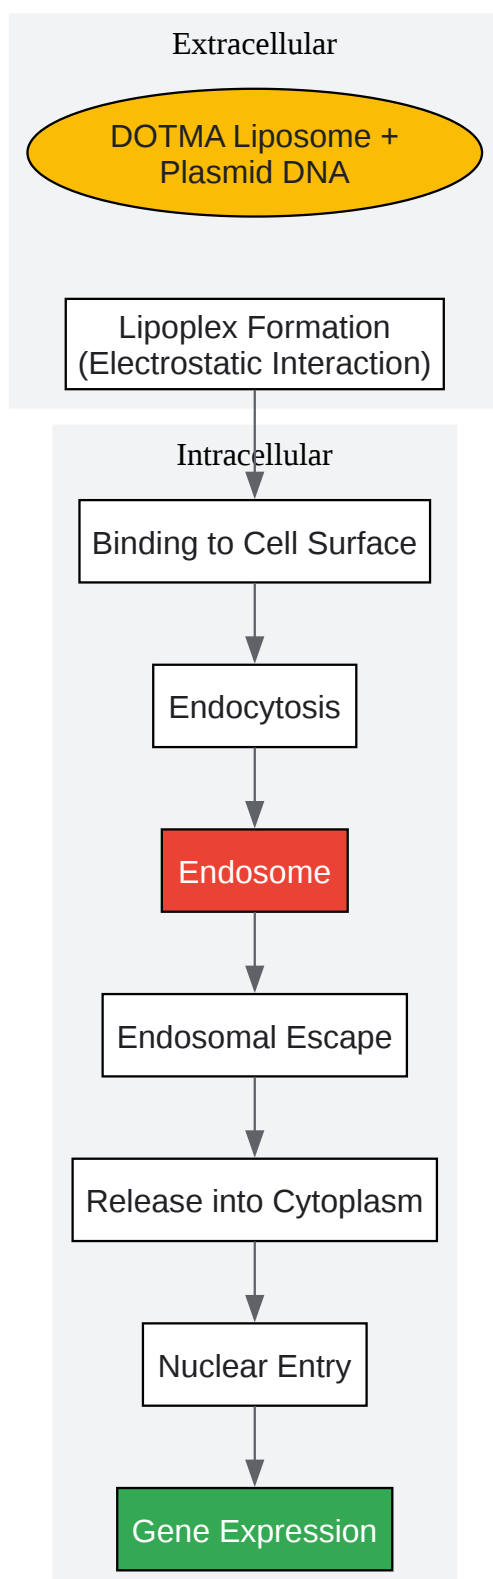 Extracellular
DOTMA Liposome +
Plasmid DNA
Lipoplex Formation
(Electrostatic Interaction)
Intracellular
Binding to Cell Surface
Endocytosis
Endosome
Endosomal Escape
Release into Cytoplasm
Nuclear Entry
Gene Expression